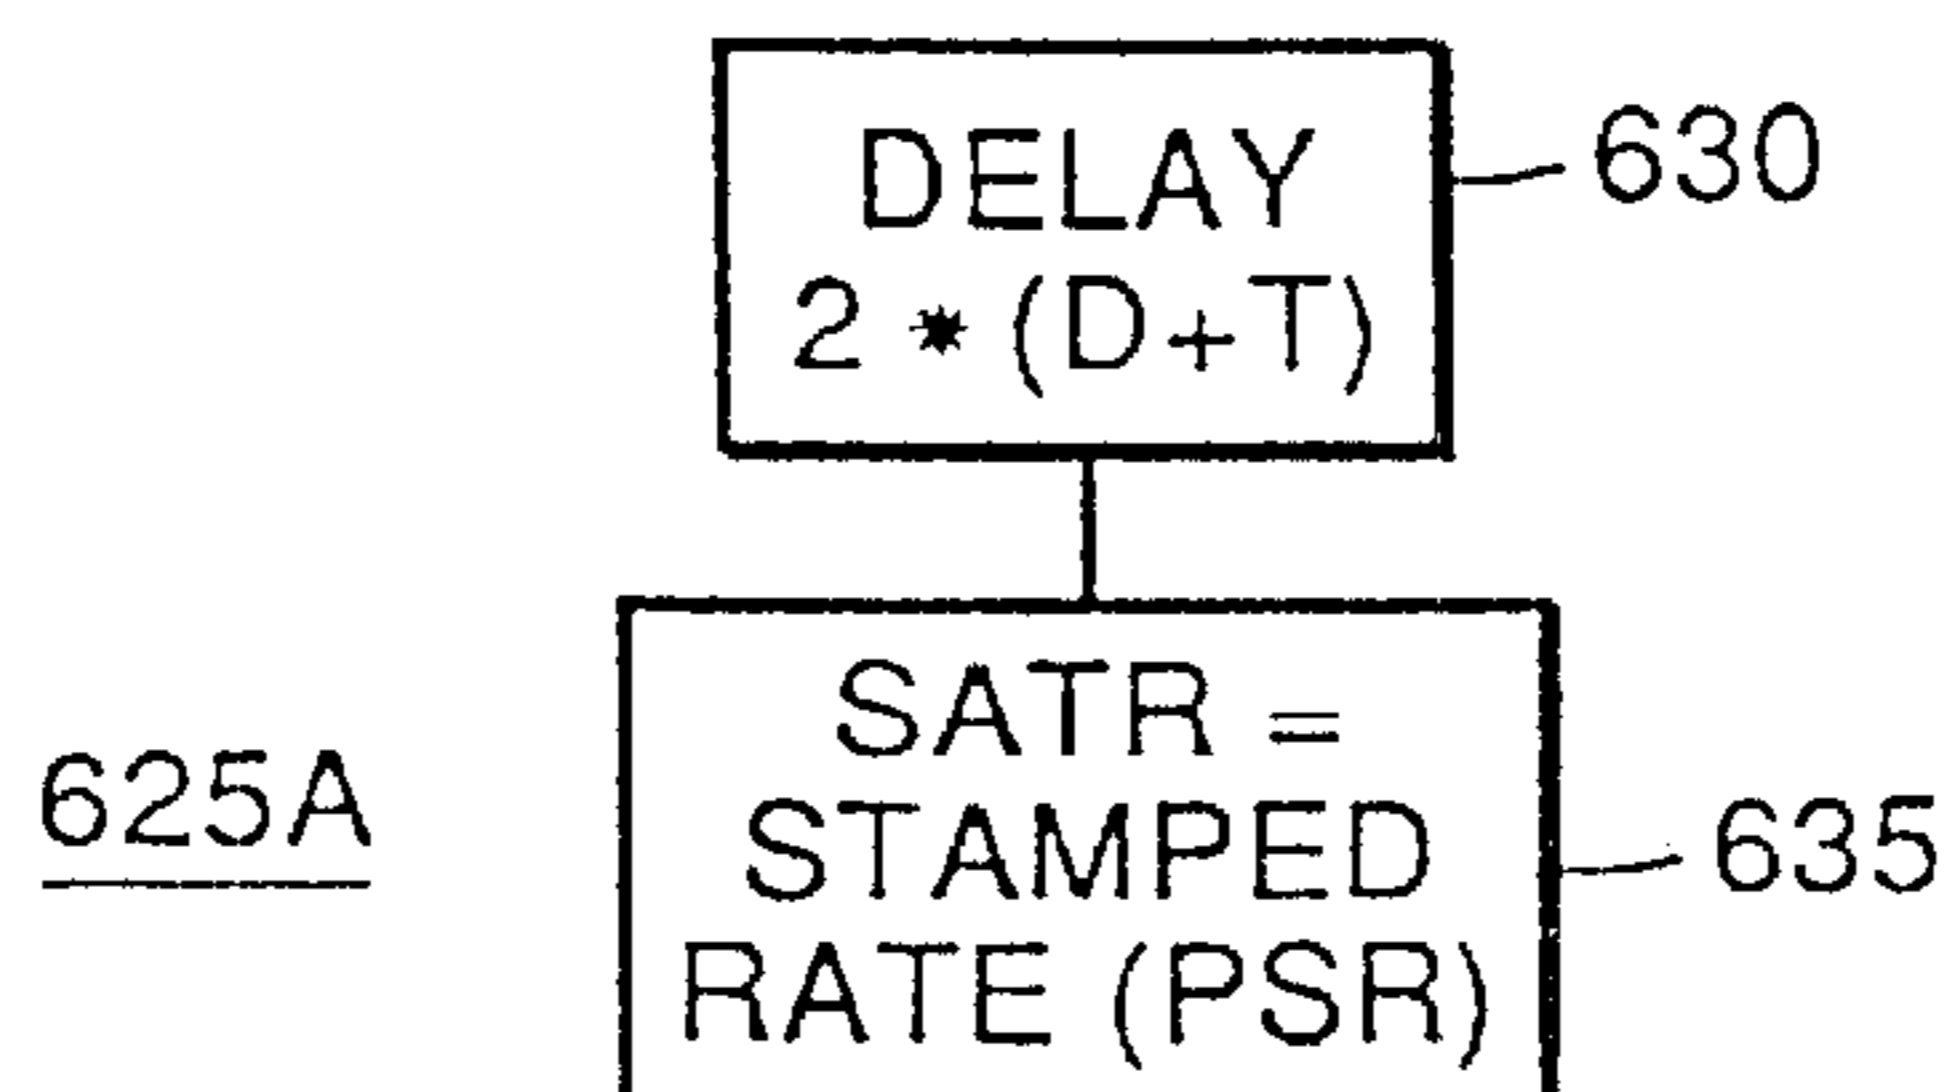 DELAY
2 * (D+T)
630
SATR =
STAMPED
RATE (PSR)
635
625A